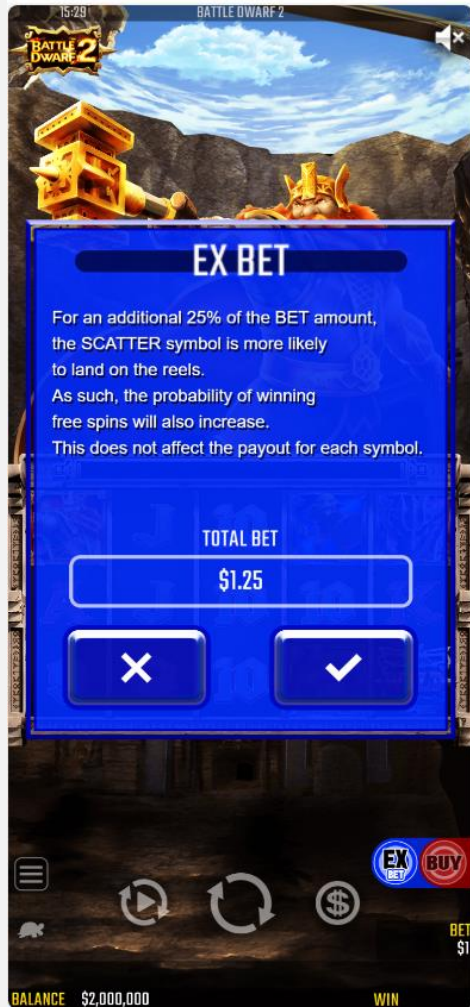 15:29
BATTLE DWARF 2
BATTLE
DWARF 2
EX BET
For an additional 25% of the BET amount,
the SCATTER symbol is more likely
to land on the reels.
As such, the probability of winning
free spins will also increase.
This does not affect the payout for each symbol.
TOTAL BET
$1.25
EX
BET
BUY
BET
$1
BALANCE $2,000,000
WIN